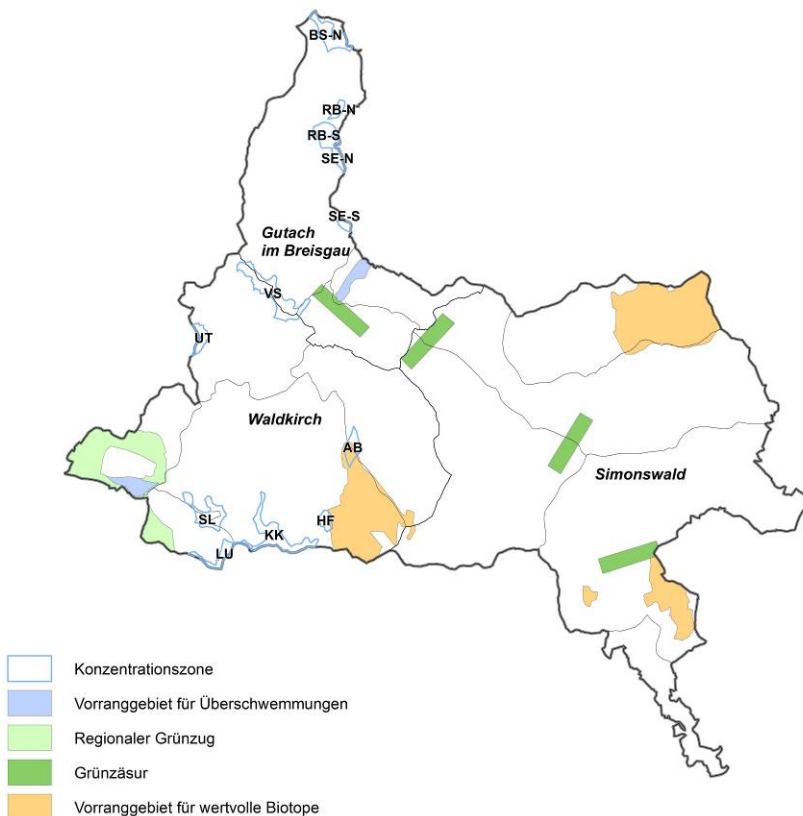 BS-N
RB-N
RB-S
SE-N
SE-S
Gutach
im Breisgau
VS
UT
Waldkirch
AB
Simonswald
SL
HF
KK
LU
Konzentrationszone
Vorranggebiet für Überschwemmungen
Regionaler Grünzug
Grünzäsur
Vorranggebiet für wertvolle Biotope